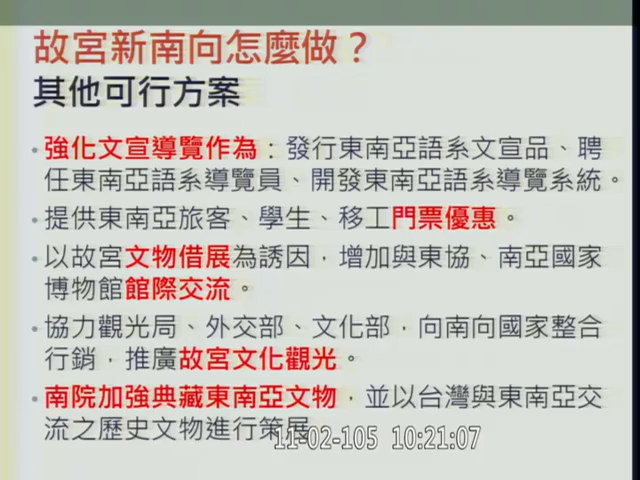 故宮新南向怎麼做？
其他可行方案
• 強化文宣導覽作為：發行東南亞語系文宣品、聘
任東南亞語系導覽員、開發東南亞語系導覽系統。
• 提供東南亞旅客、學生、移工門票優惠。
• 以故宮文物借展為誘因，增加與東協、南亞國家
博物館館際交流。
• 協力觀光局、外交部、文化部，向南向國家整合
行銷，推廣故宮文化觀光。
• 南院加強典藏東南亞文物，並以台灣與東南亞交
流之歷史文物進行策展
11-02-105 10:21:07